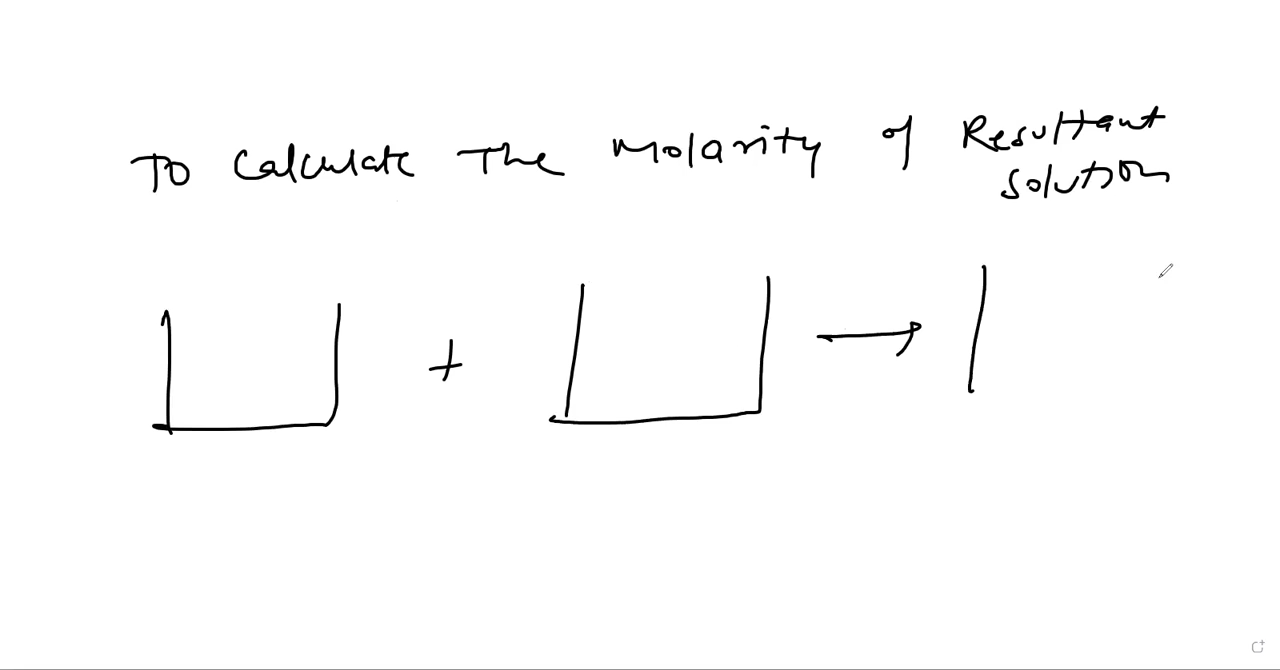 To Calculate The Molarity of Resultant
solution
+